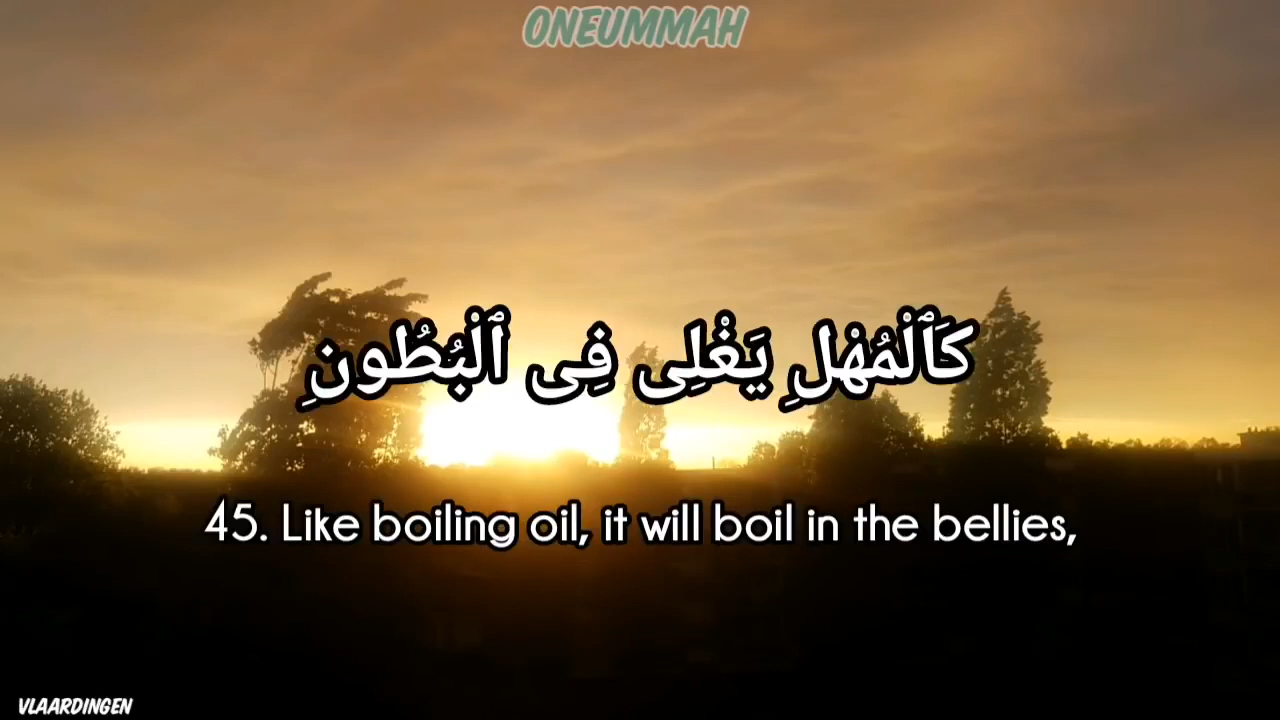 ONEUMMAH
كَٱلْمُهْلِ يَغْلِى فِى ٱلْبُطُونِ
45. Like boiling oil, it will boil in the bellies,
VLAARDINGEN